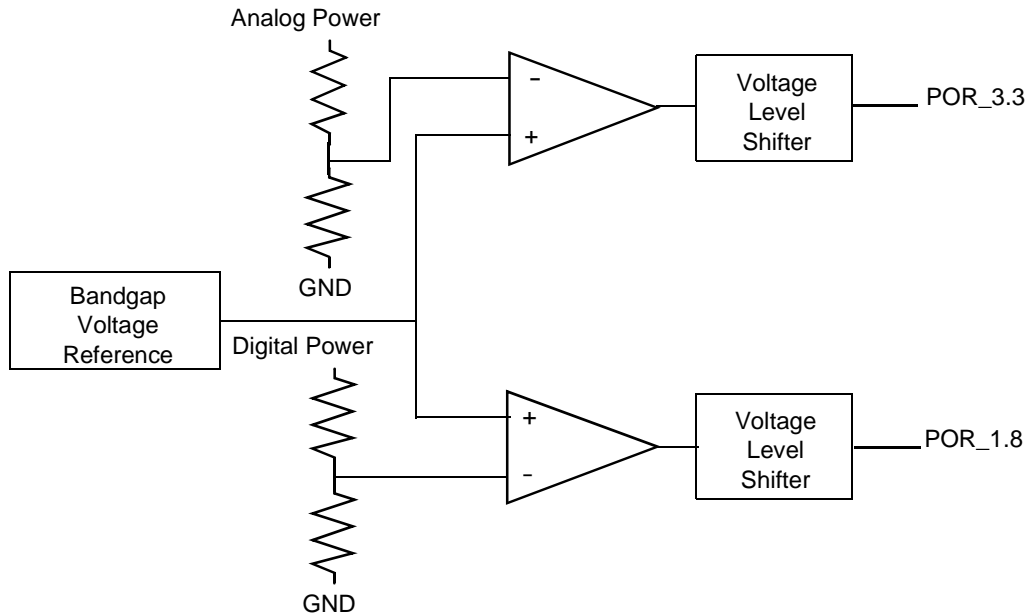 Analog Power
-
+
Voltage
Level
Shifter
POR_3.3
GND
Bandgap
Voltage
Reference
Digital Power
+
-
Voltage
Level
Shifter
POR_1.8
GND